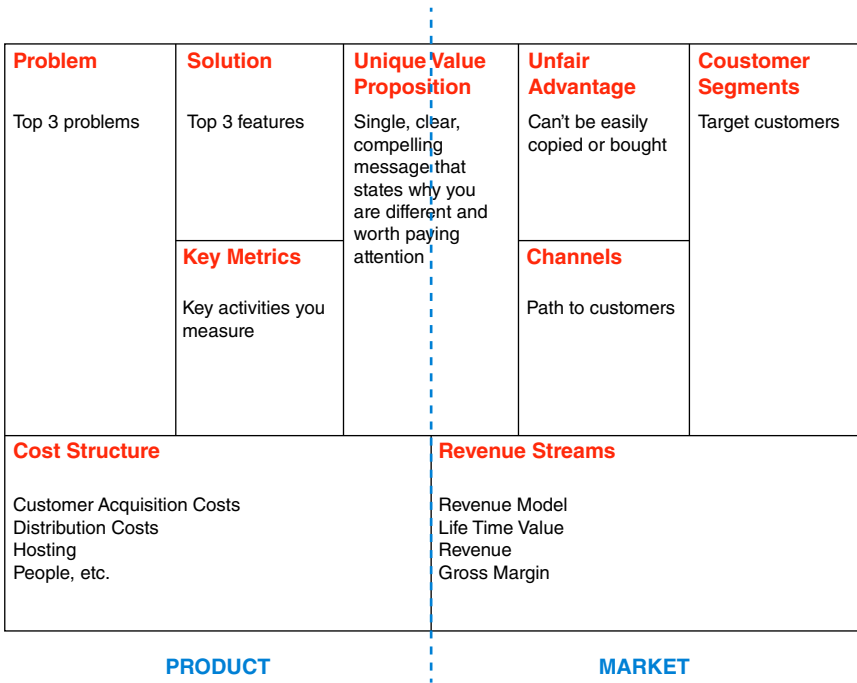 Problem
Top 3 problems
Solution
Top 3 features
Key Metrics
Key activities you
measure
Unique Value
Proposition
Single, clear,
compelling
message that
states why you
are different and
worth paying
attention
Unfair
Advantage
Can't be easily
copied or bought
Channels
Path to customers
Coustomer
Segments
Target customers
Cost Structure
Customer Acquisition Costs
Distribution Costs
Hosting
People, etc.
Revenue Streams
Revenue Model
Life Time Value
Revenue
Gross Margin
PRODUCT
MARKET